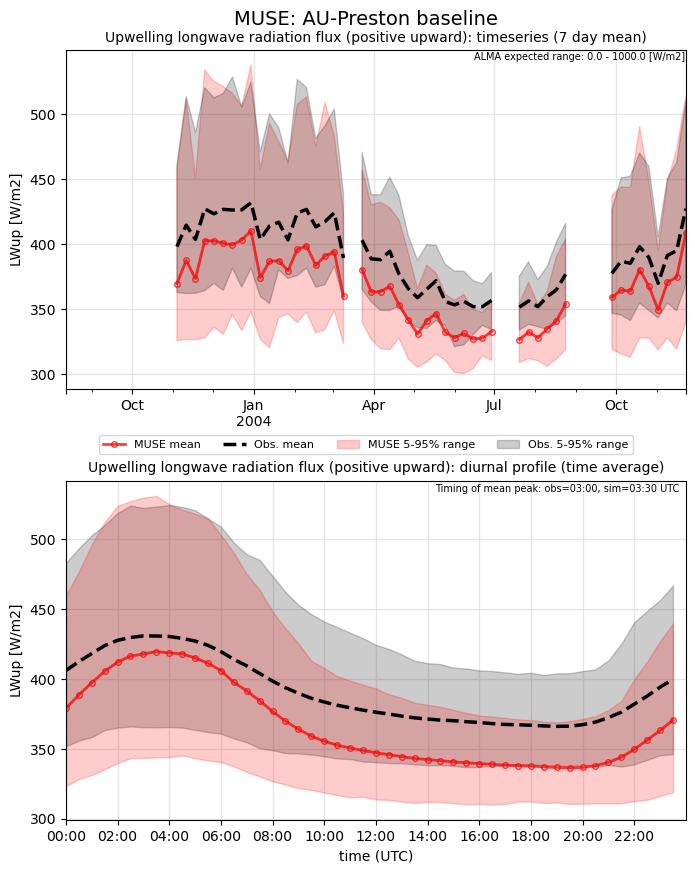 MUSE: AU-Preston baseline
Upwelling longwave radiation flux (positive upward): timeseries (7 day mean)
ALMA expected range: 0.0 - 1000.0 [W/m2]
LWup [W/m2]
500
450
400
350
300
Oct
Jan
2004
Apr
Jul
Oct
MUSE mean
Obs. mean
MUSE 5-95% range
Obs. 5-95% range
Upwelling longwave radiation flux (positive upward): diurnal profile (time average)
Timing of mean peak: obs=03:00, sim=03:30 UTC
LWup [W/m2]
500
450
400
350
300
00:00 02:00 04:00 06:00 08:00 10:00 12:00 14:00 16:00 18:00 20:00 22:00
time (UTC)